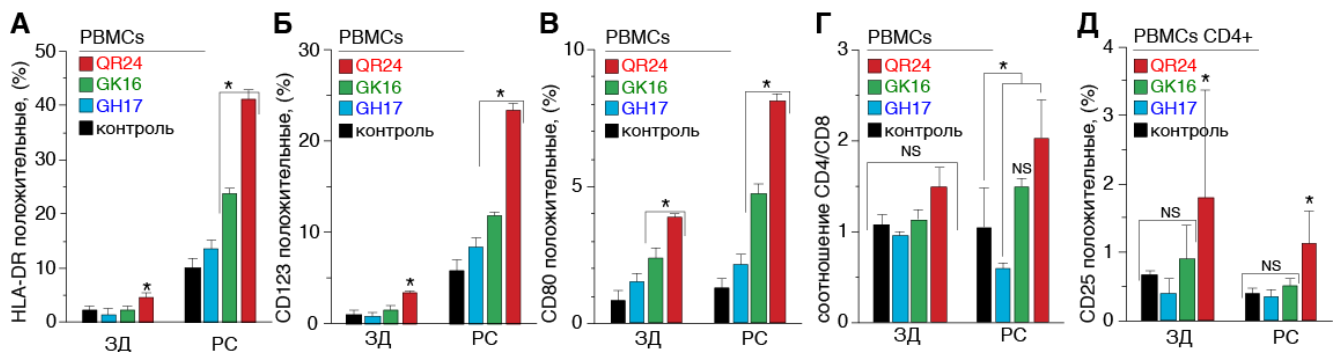 А
HLA-DR положительные, (%)
50
40
30
20
10
0
PBMCs
QR24
GK16
GH17
контроль
*
*
ЗД
РС
Б
CD123 положительные, (%)
30
20
10
0
PBMCs
QR24
GK16
GH17
контроль
*
*
ЗД
РС
В
CD80 положительные, (%)
10
5
0
PBMCs
QR24
GK16
GH17
контроль
*
*
ЗД
РС
Г
соотношение CD4/CD8
3
2
1
0
PBMCs
QR24
GK16
GH17
контроль
NS
*
*
NS
ЗД
РС
Д
CD25 положительные, (%)
4
3
2
1
0
PBMCs CD4+
QR24
GK16
GH17
контроль
*
NS
*
NS
ЗД
РС